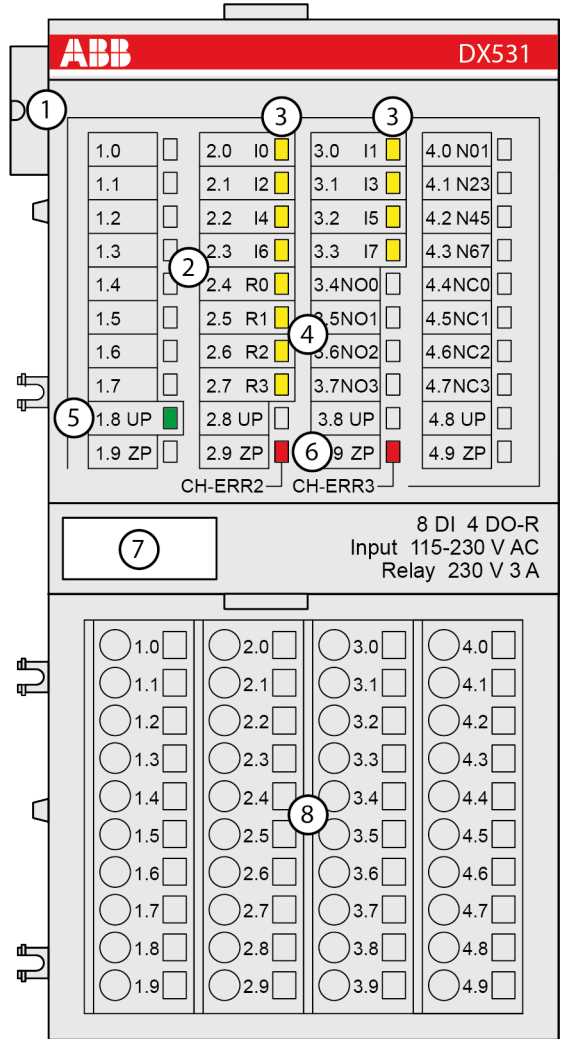 ABB DX531
1
3 3
1.0 2.0 I0 3.0 I1 4.0 N01
1.1 2.1 I2 3.1 I3 4.1 N23
1.2 2.2 I4 3.2 I5 4.2 N45
1.3 2.3 I6 3.3 I7 4.3 N67
2
1.4 2.4 R0 3.4NO0 4.4NC0
1.5 2.5 R1 .5NO1 4.5NC1
4
1.6 2.6 R2 3.6NO2 4.6NC2
1.7 2.7 R3 3.7NO3 4.7NC3
5 1.8 UP 2.8 UP 3.8 UP 4.8 UP
1.9 ZP 2.9 ZP 6 .9 ZP 4.9 ZP
CH-ERR2 CH-ERR3
7
8 DI 4 DO-R
Input 115-230 V AC
Relay 230 V 3 A
1.0 2.0 3.0 4.0
1.1 2.1 3.1 4.1
1.2 2.2 3.2 4.2
1.3 2.3 3.3 4.3
1.4 2.4 3.4 4.4
8
1.5 2.5 3.5 4.5
1.6 2.6 3.6 4.6
1.7 2.7 3.7 4.7
1.8 2.8 3.8 4.8
1.9 2.9 3.9 4.9